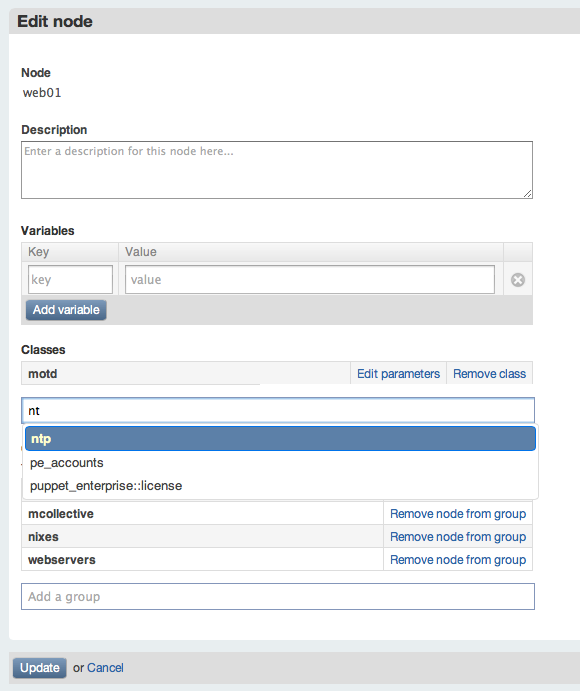 Edit node
Node
web01
Description
Enter a description for this node here...
Variables
Key Value
key value
Add variable
Classes
motd Edit parameters Remove class
nt
ntp
pe_accounts
puppet_enterprise::license
mcollective Remove node from group
nixes Remove node from group
webservers Remove node from group
Add a group
Update or Cancel